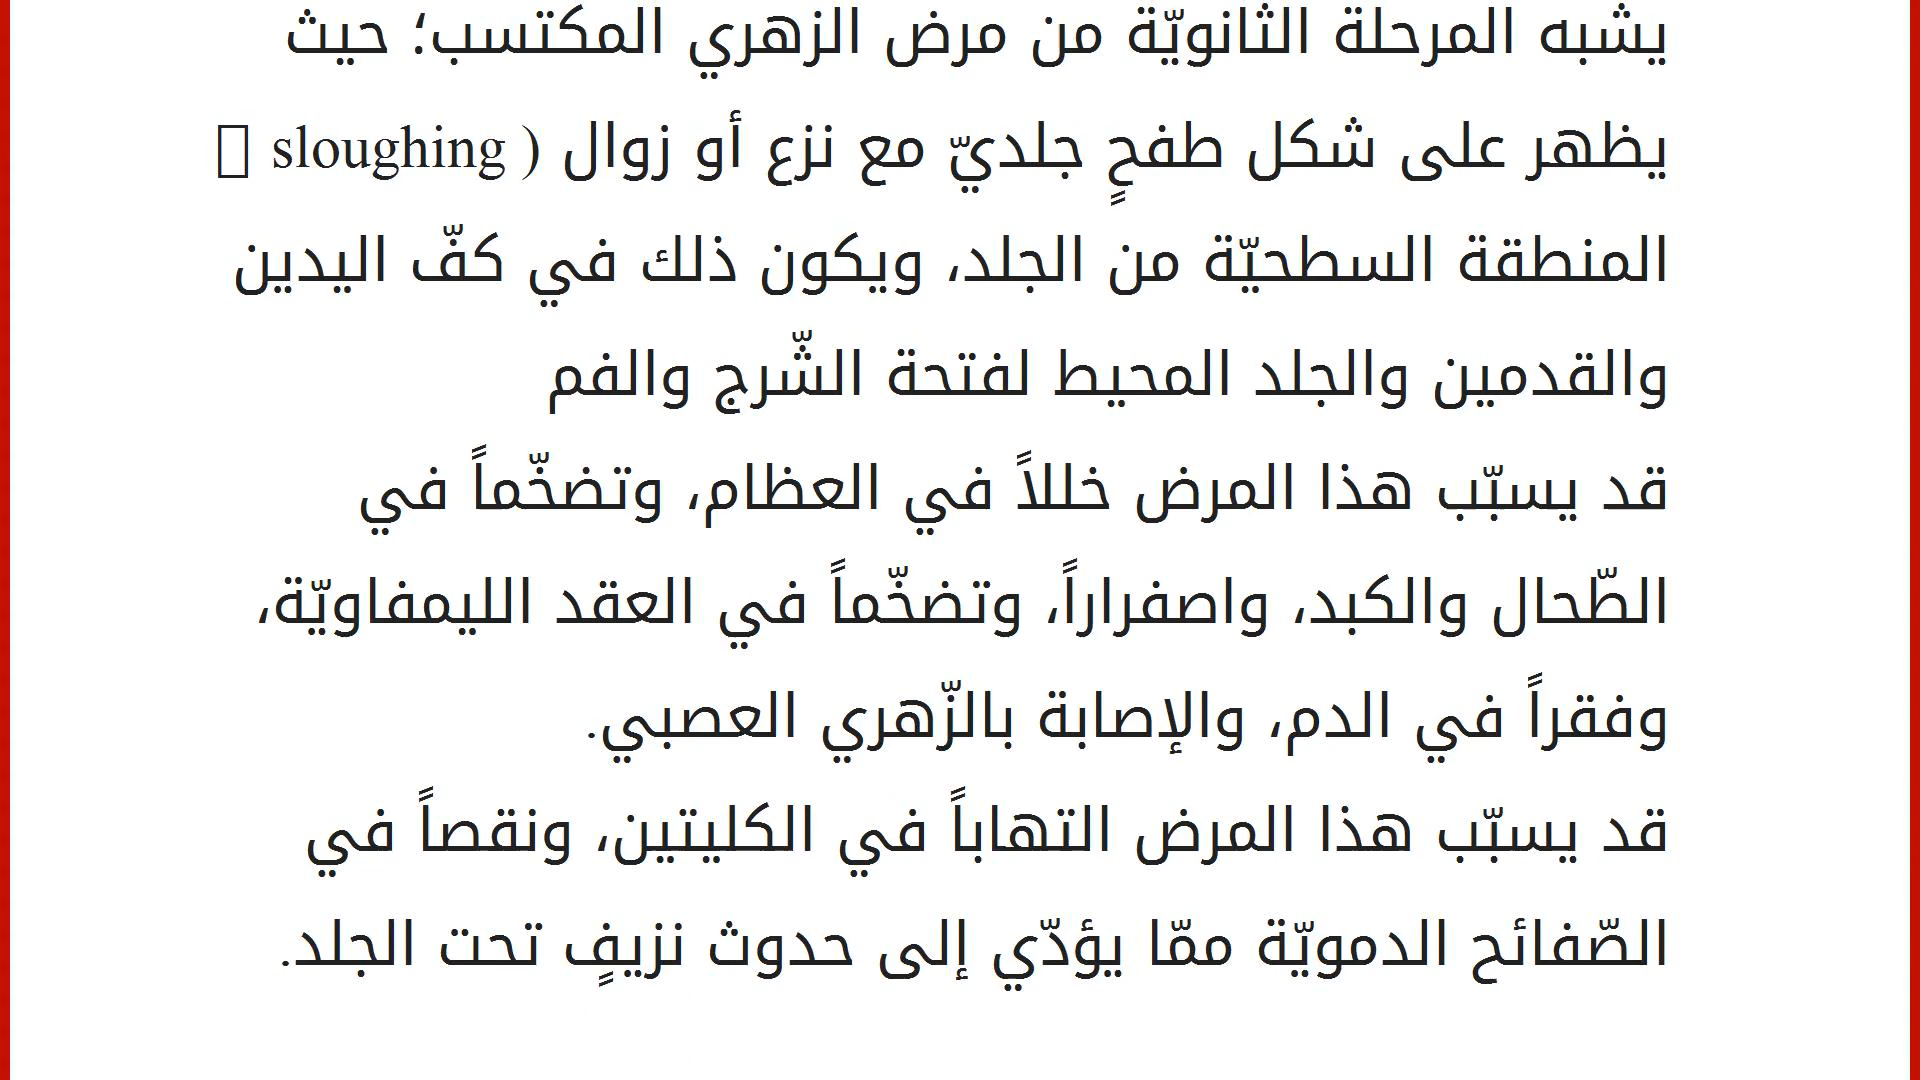 يشبه المرحلة الثانويّة من مرض الزهري المكتسب؛ حيث
يظهر على شكل طفحٍ جلديّ مع نزع أو زوال ( sloughing
المنطقة السطحيّة من الجلد، ويكون ذلك في كفّ اليدين
والقدمين والجلد المحيط لفتحة الشّرج والفم
قد يسبّب هذا المرض خللاً في العظام، وتضخّماً في
الطّحال والكبد، واصفراراً، وتضخّماً في العقد الليمفاويّة،
وفقراً في الدم، والإصابة بالزّهري العصبي.
قد يسبّب هذا المرض التهاباً في الكليتين، ونقصاً في
الصّفائح الدمويّة ممّا يؤدّي إلى حدوث نزيفٍ تحت الجلد.